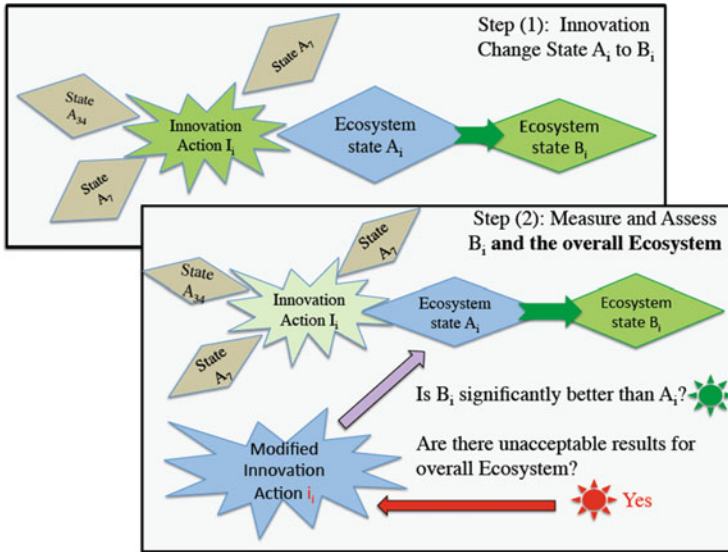 Step (1): Innovation
Change State Ai to Bi
State A7
State
A34
Innovation
Action Ii
Ecosystem
state Ai
Ecosystem
state Bi
State
A7
Step (2): Measure and Assess
Bi and the overall Ecosystem
State
A7
State
A34
Innovation
Action Ii
Ecosystem
state Ai
Ecosystem
state Bi
State
A7
Is Bi significantly better than Ai?
Modified
Innovation
Action ii
Are there unacceptable results for
overall Ecosystem?
Yes